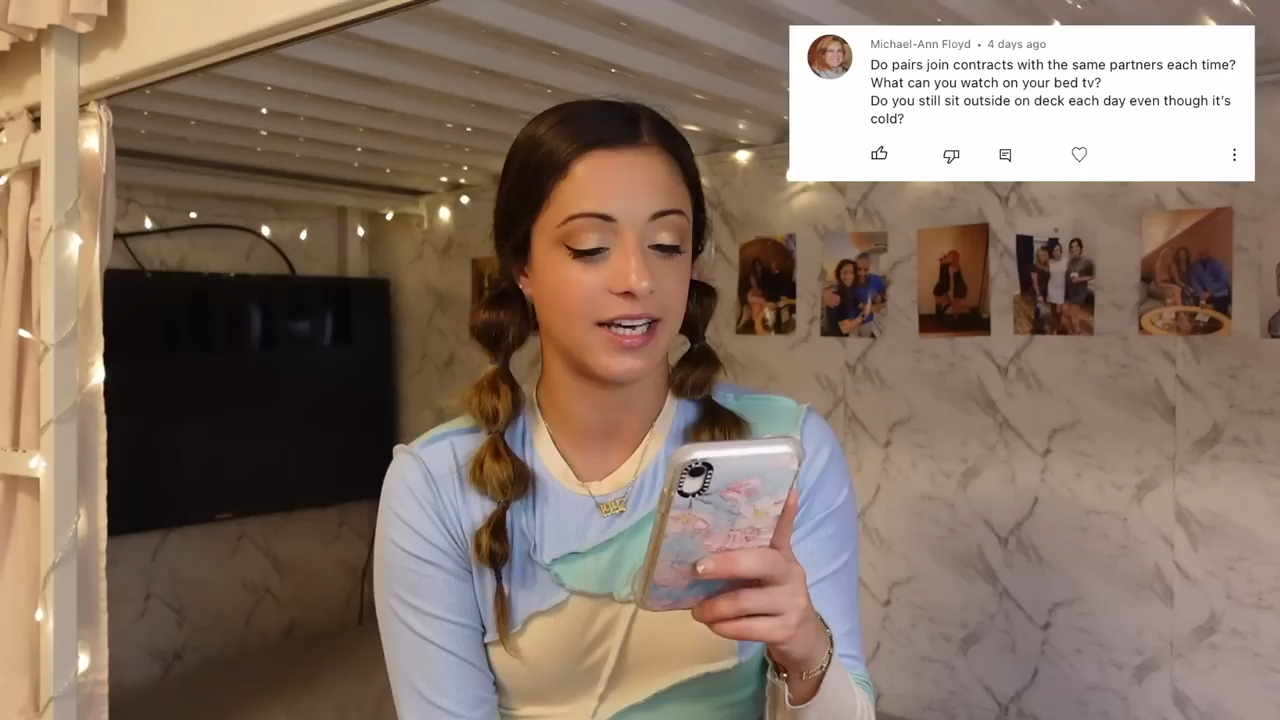 Michael-Ann Floyd • 4 days ago
Do pairs join contracts with the same partners each time?
What can you watch on your bed tv?
Do you still sit outside on deck each day even though it's
cold?